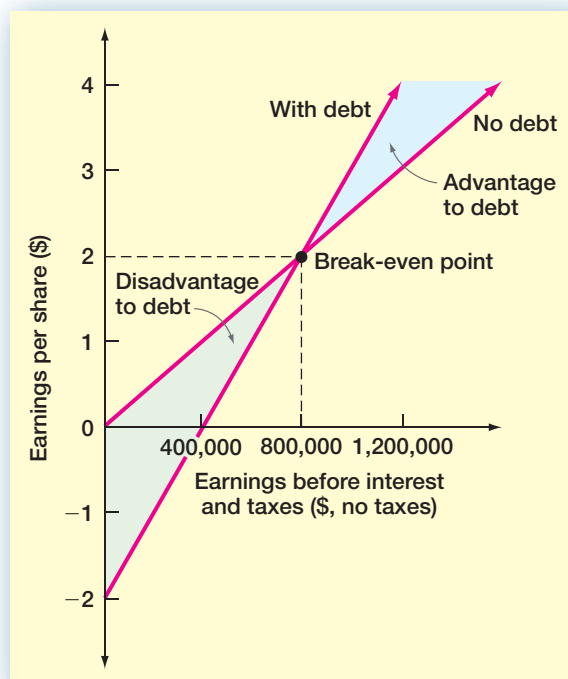 Earnings per share ($)
4
3
2
1
0
−1
−2
With debt
No debt
Advantage
to debt
Break-even point
Disadvantage
to debt
400,000 800,000 1,200,000
Earnings before interest
and taxes ($, no taxes)